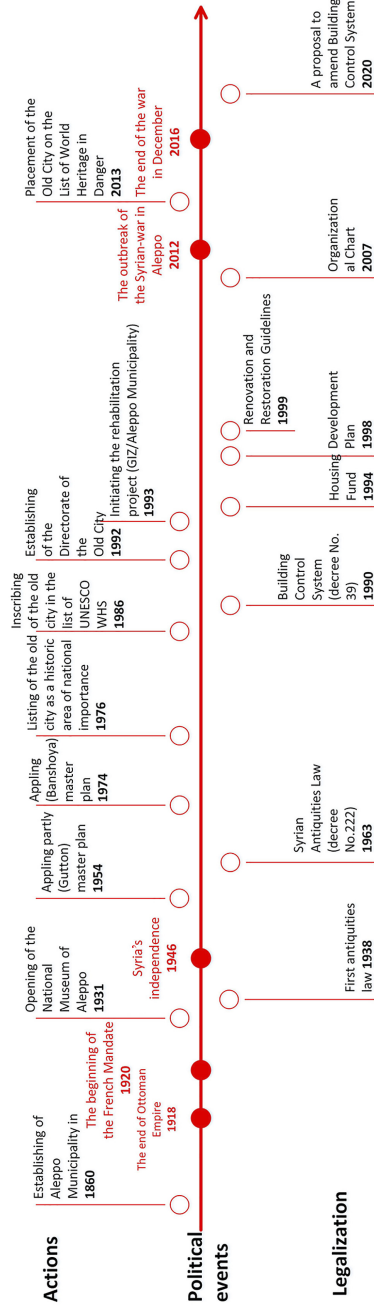 Actions
Establishing of
Aleppo
Municipality in
1860
Opening of the
National
Museum of
Aleppo
1931
Appling partly
(Gutton)
master plan
1954
Appling
(Banshoya)
master
plan
1974
Listing of the old
city as a historic
area of national
importance
1976
Inscribing
of the old
city in the
list of
UNESCO
WHS
1986
Establishing
of the
Directorate of
the
Old City
1992
Initiating the rehabilitation
project (GIZ/Aleppo Municipality)
1993
Placement of the
Old City on the
List of World
Heritage in
Danger
2013
Political
events
The end of Ottoman
Empire
1918
The beginning of
the French Mandate
1920
Syria`s
independence
1946
The outbreak of
the Syrian-war in
Aleppo
2012
The end of the war
in December
2016
Legalization
First antiquities
law 1938
Syrian
Antiquities Law
(decree
No.222)
1963
Building
Control
System
(decree No.
39)
1990
Housing
Fund
1994
Development
Plan
1998
Renovation and
Restoration Guidelines
1999
Organization
al Chart
2007
A proposal to
amend Building
Control System
2020